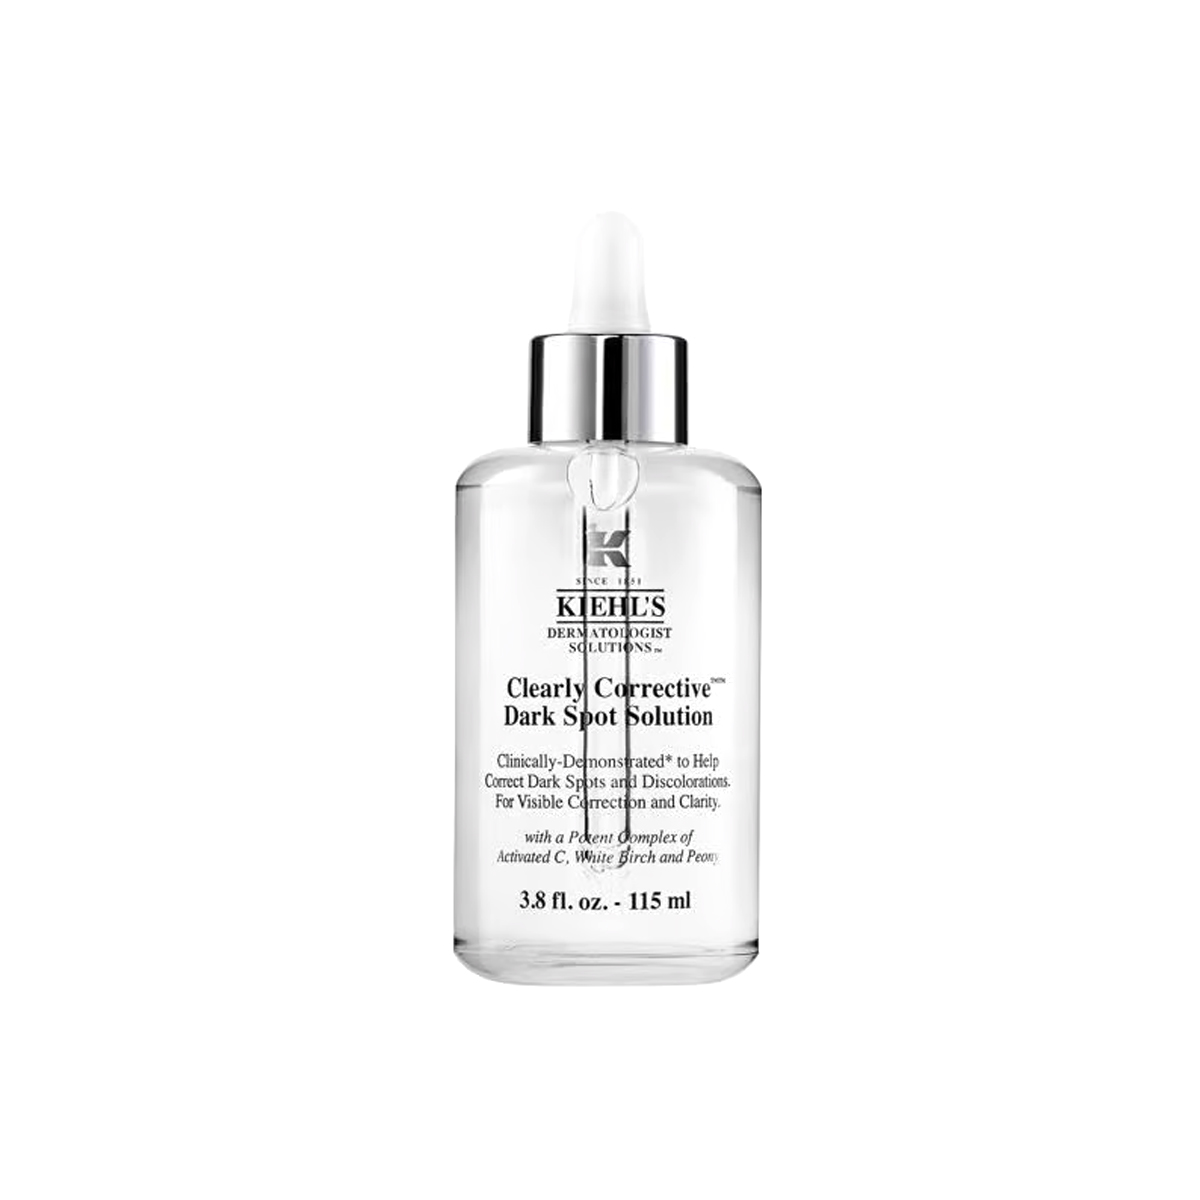 K
SINCE 1851
KIEHL'S
DERMATOLOGIST
SOLUTIONS™
Clearly Corrective™
Dark Spot Solution
Clinically-Demonstrated* to Help
Correct Dark Spots and Discolorations.
For Visible Correction and Clarity.
with a Potent Complex of
Activated C, White Birch and Peony
3.8 fl. oz. - 115 ml